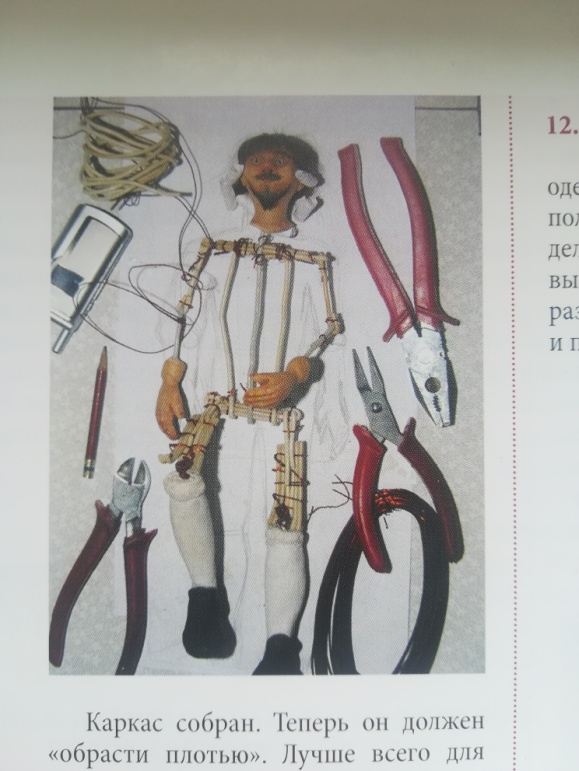 12.
оде
пол
дел
вы
раз
и п
Каркас собран. Теперь он должен
«обрасти плотью». Лучше всего для